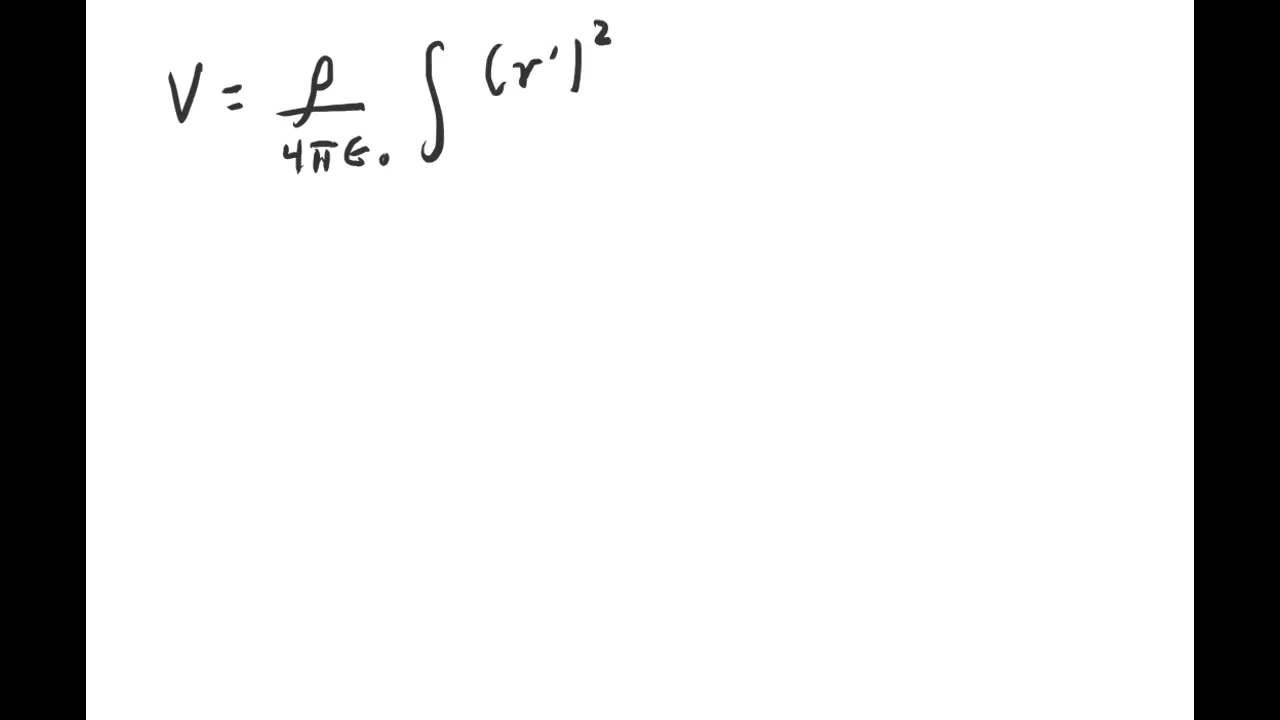 V = ρ/4πε₀ ∫ (r')²